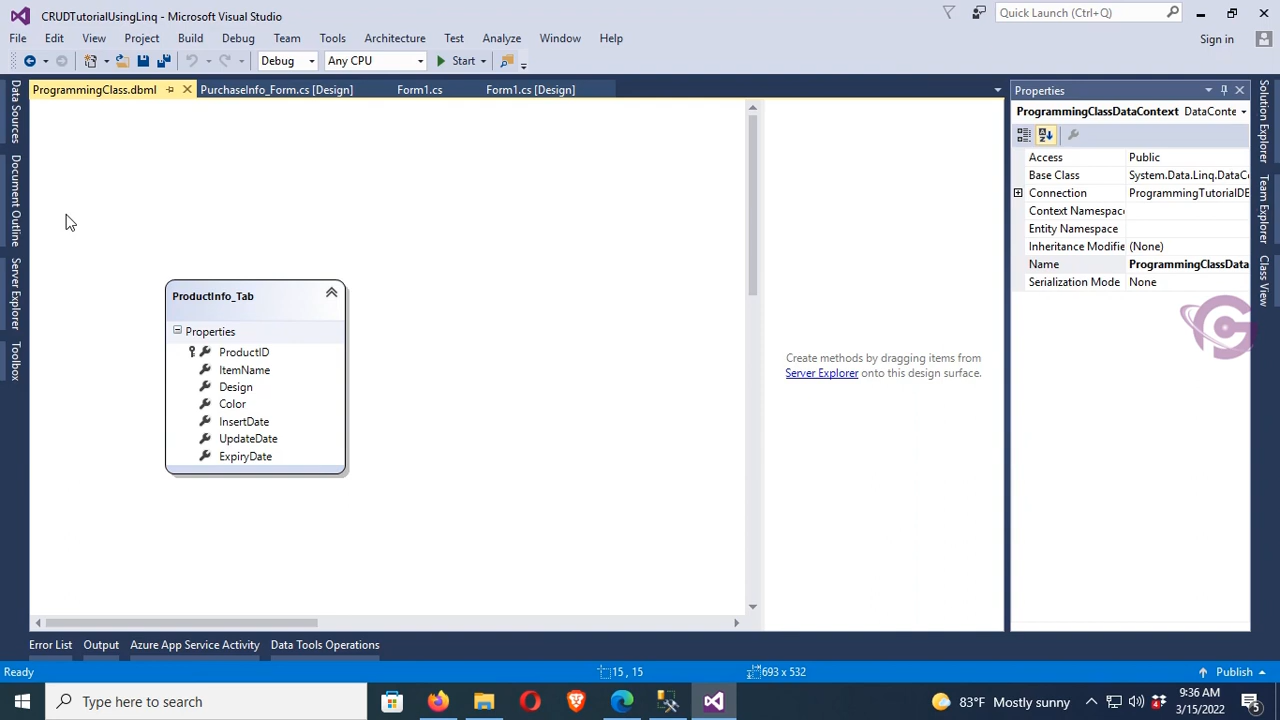 CRUDTutorialUsingLinq - Microsoft Visual Studio
Quick Launch (Ctrl+Q)
File Edit View Project Build Debug Team Tools Architecture Test Analyze Window Help
Sign in
Debug Any CPU Start
ProgrammingClass.dbml PurchaseInfo_Form.cs [Design] Form1.cs Form1.cs [Design]
Data Sources
Document Outline
Server Explorer
Toolbox
ProductInfo_Tab
Properties
ProductID
ItemName
Design
Color
InsertDate
UpdateDate
ExpiryDate
Create methods by dragging items from
Server Explorer onto this design surface.
Properties
ProgrammingClassDataContext DataConte
Access Public
Base Class System.Data.Linq.DataC
Connection ProgrammingTutorialDB
Context Namespac
Entity Namespace
Inheritance Modifie (None)
Name ProgrammingClassData
Serialization Mode None
Solution Explorer
Team Explorer
Class View
Error List Output Azure App Service Activity Data Tools Operations
Ready 15, 15 693 x 532 Publish
Type here to search
83°F Mostly sunny
9:36 AM
3/15/2022
5